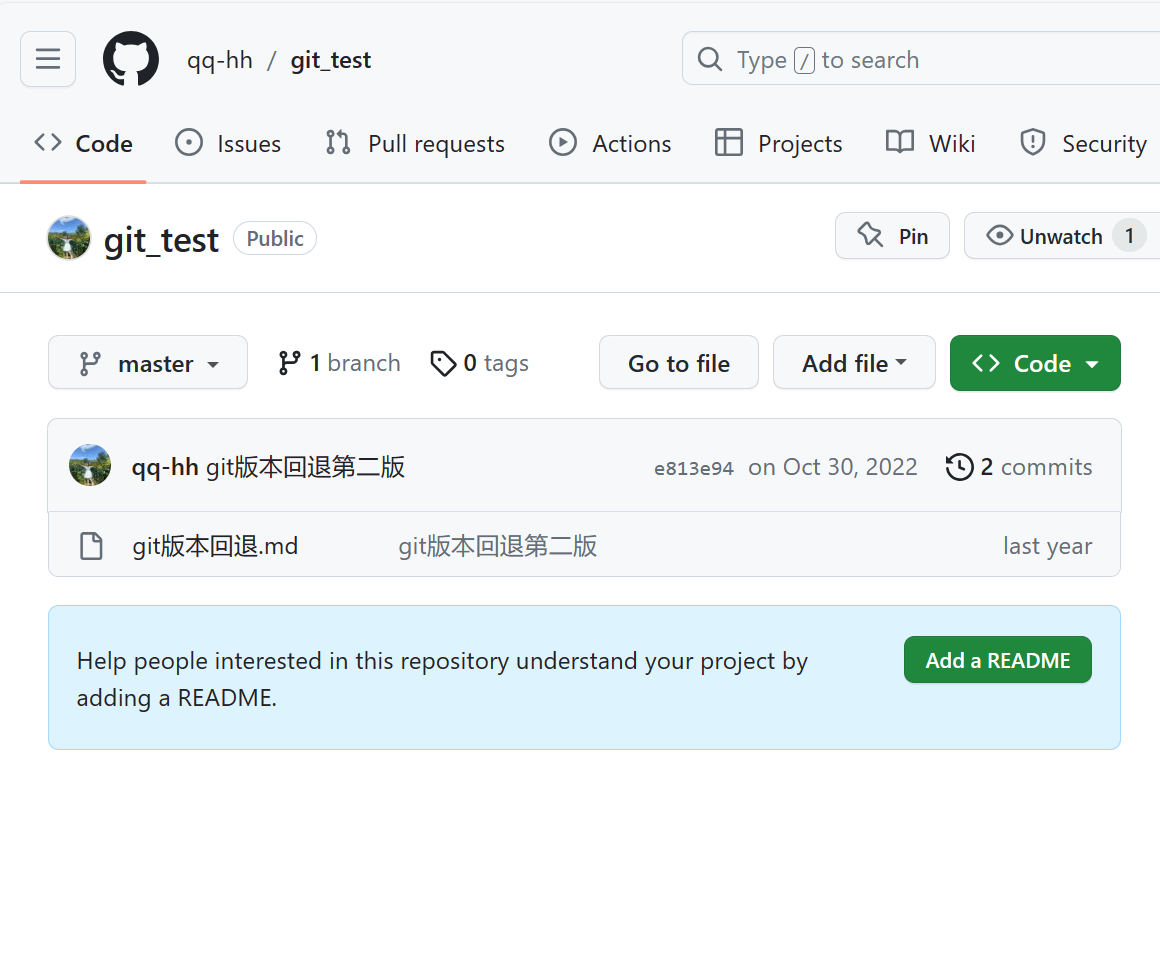 qq-hh / git_test
Type / to search
Code
Issues
Pull requests
Actions
Projects
Wiki
Security
git_test
Public
Pin
Unwatch 1
master
1 branch
0 tags
Go to file
Add file
Code
qq-hh git版本回退第二版
e813e94 on Oct 30, 2022
2 commits
git版本回退.md
git版本回退第二版
last year
Help people interested in this repository understand your project by
adding a README.
Add a README